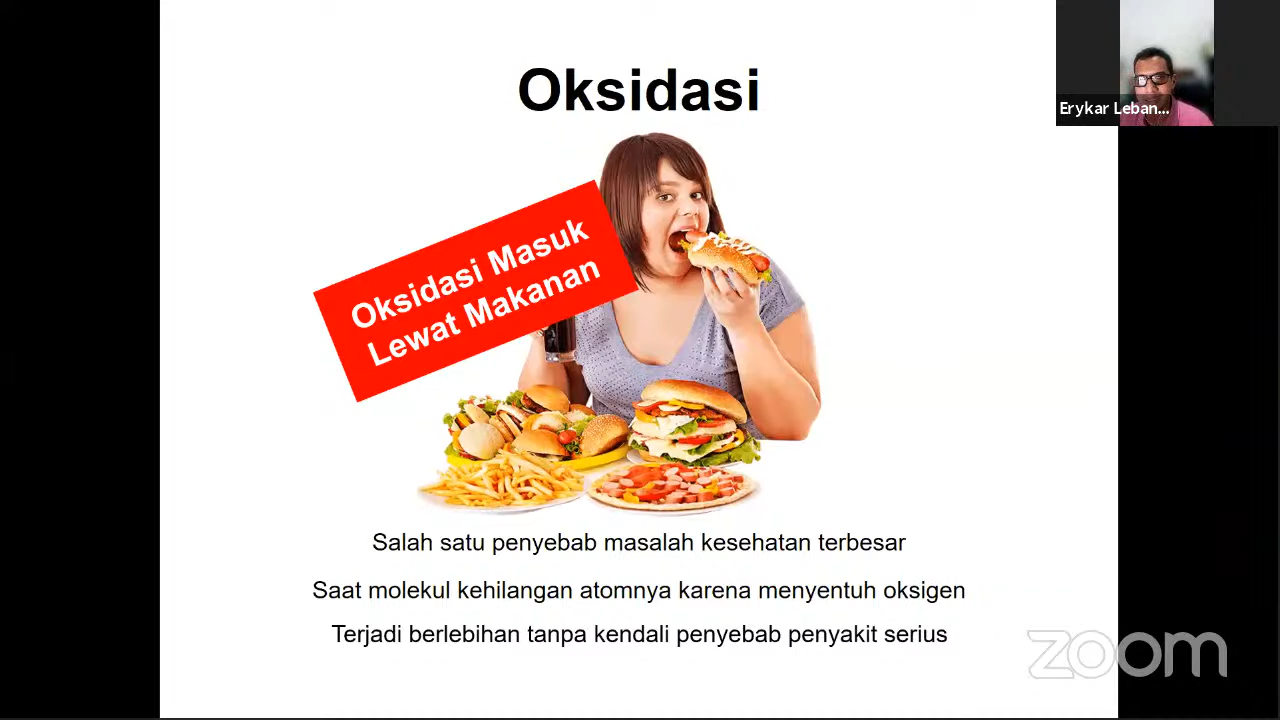 Oksidasi
Erykar Leban...
Oksidasi Masuk
Lewat Makanan
Salah satu penyebab masalah kesehatan terbesar
Saat molekul kehilangan atomnya karena menyentuh oksigen
Terjadi berlebihan tanpa kendali penyebab penyakit serius
zoom